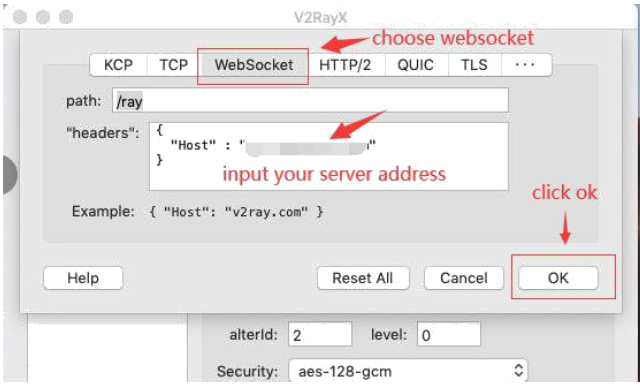 V2RayX
choose websocket
KCP TCP WebSocket HTTP/2 QUIC TLS ···
path: /ray
"headers": {
"Host" : "
"
}
input your server address
Example: { "Host": "v2ray.com" }
click ok
Help Reset All Cancel OK
alterId: 2 level: 0
Security: aes-128-gcm